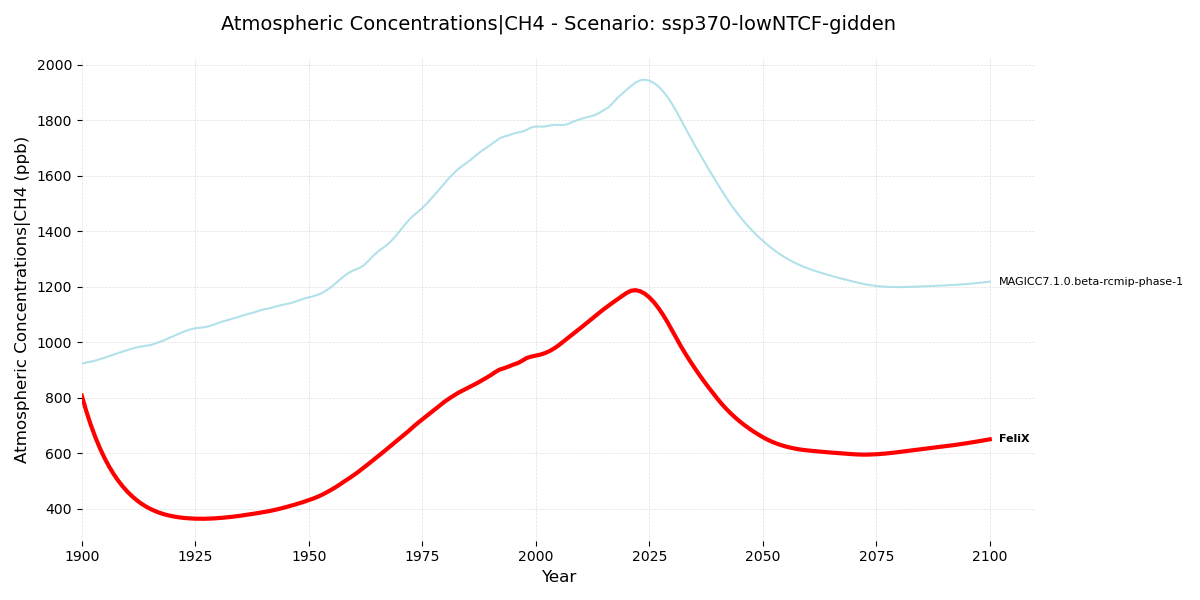 Atmospheric Concentrations|CH4 - Scenario: ssp370-lowNTCF-gidden
Atmospheric Concentrations|CH4 (ppb)
2000
1800
1600
1400
1200
1000
800
600
400
MAGICC7.1.0.beta-rcmip-phase-1
FeliX
1900 1925 1950 1975 2000 2025 2050 2075 2100
Year